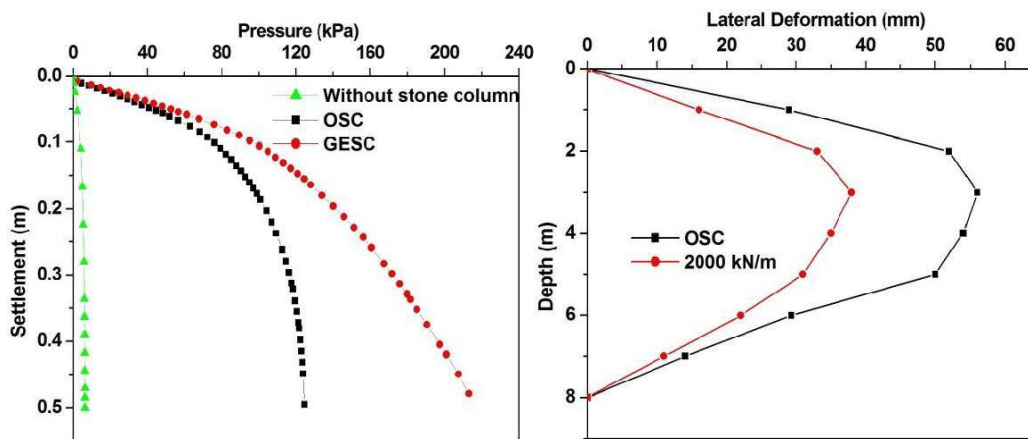 Pressure (kPa)
0 40 80 120 160 200 240
0.0
0.1
0.2
0.3
0.4
0.5
Settlement (m)
Without stone column
OSC
GESC
Lateral Deformation (mm)
0 10 20 30 40 50 60
0
2
4
6
8
Depth (m)
OSC
2000 kN/m